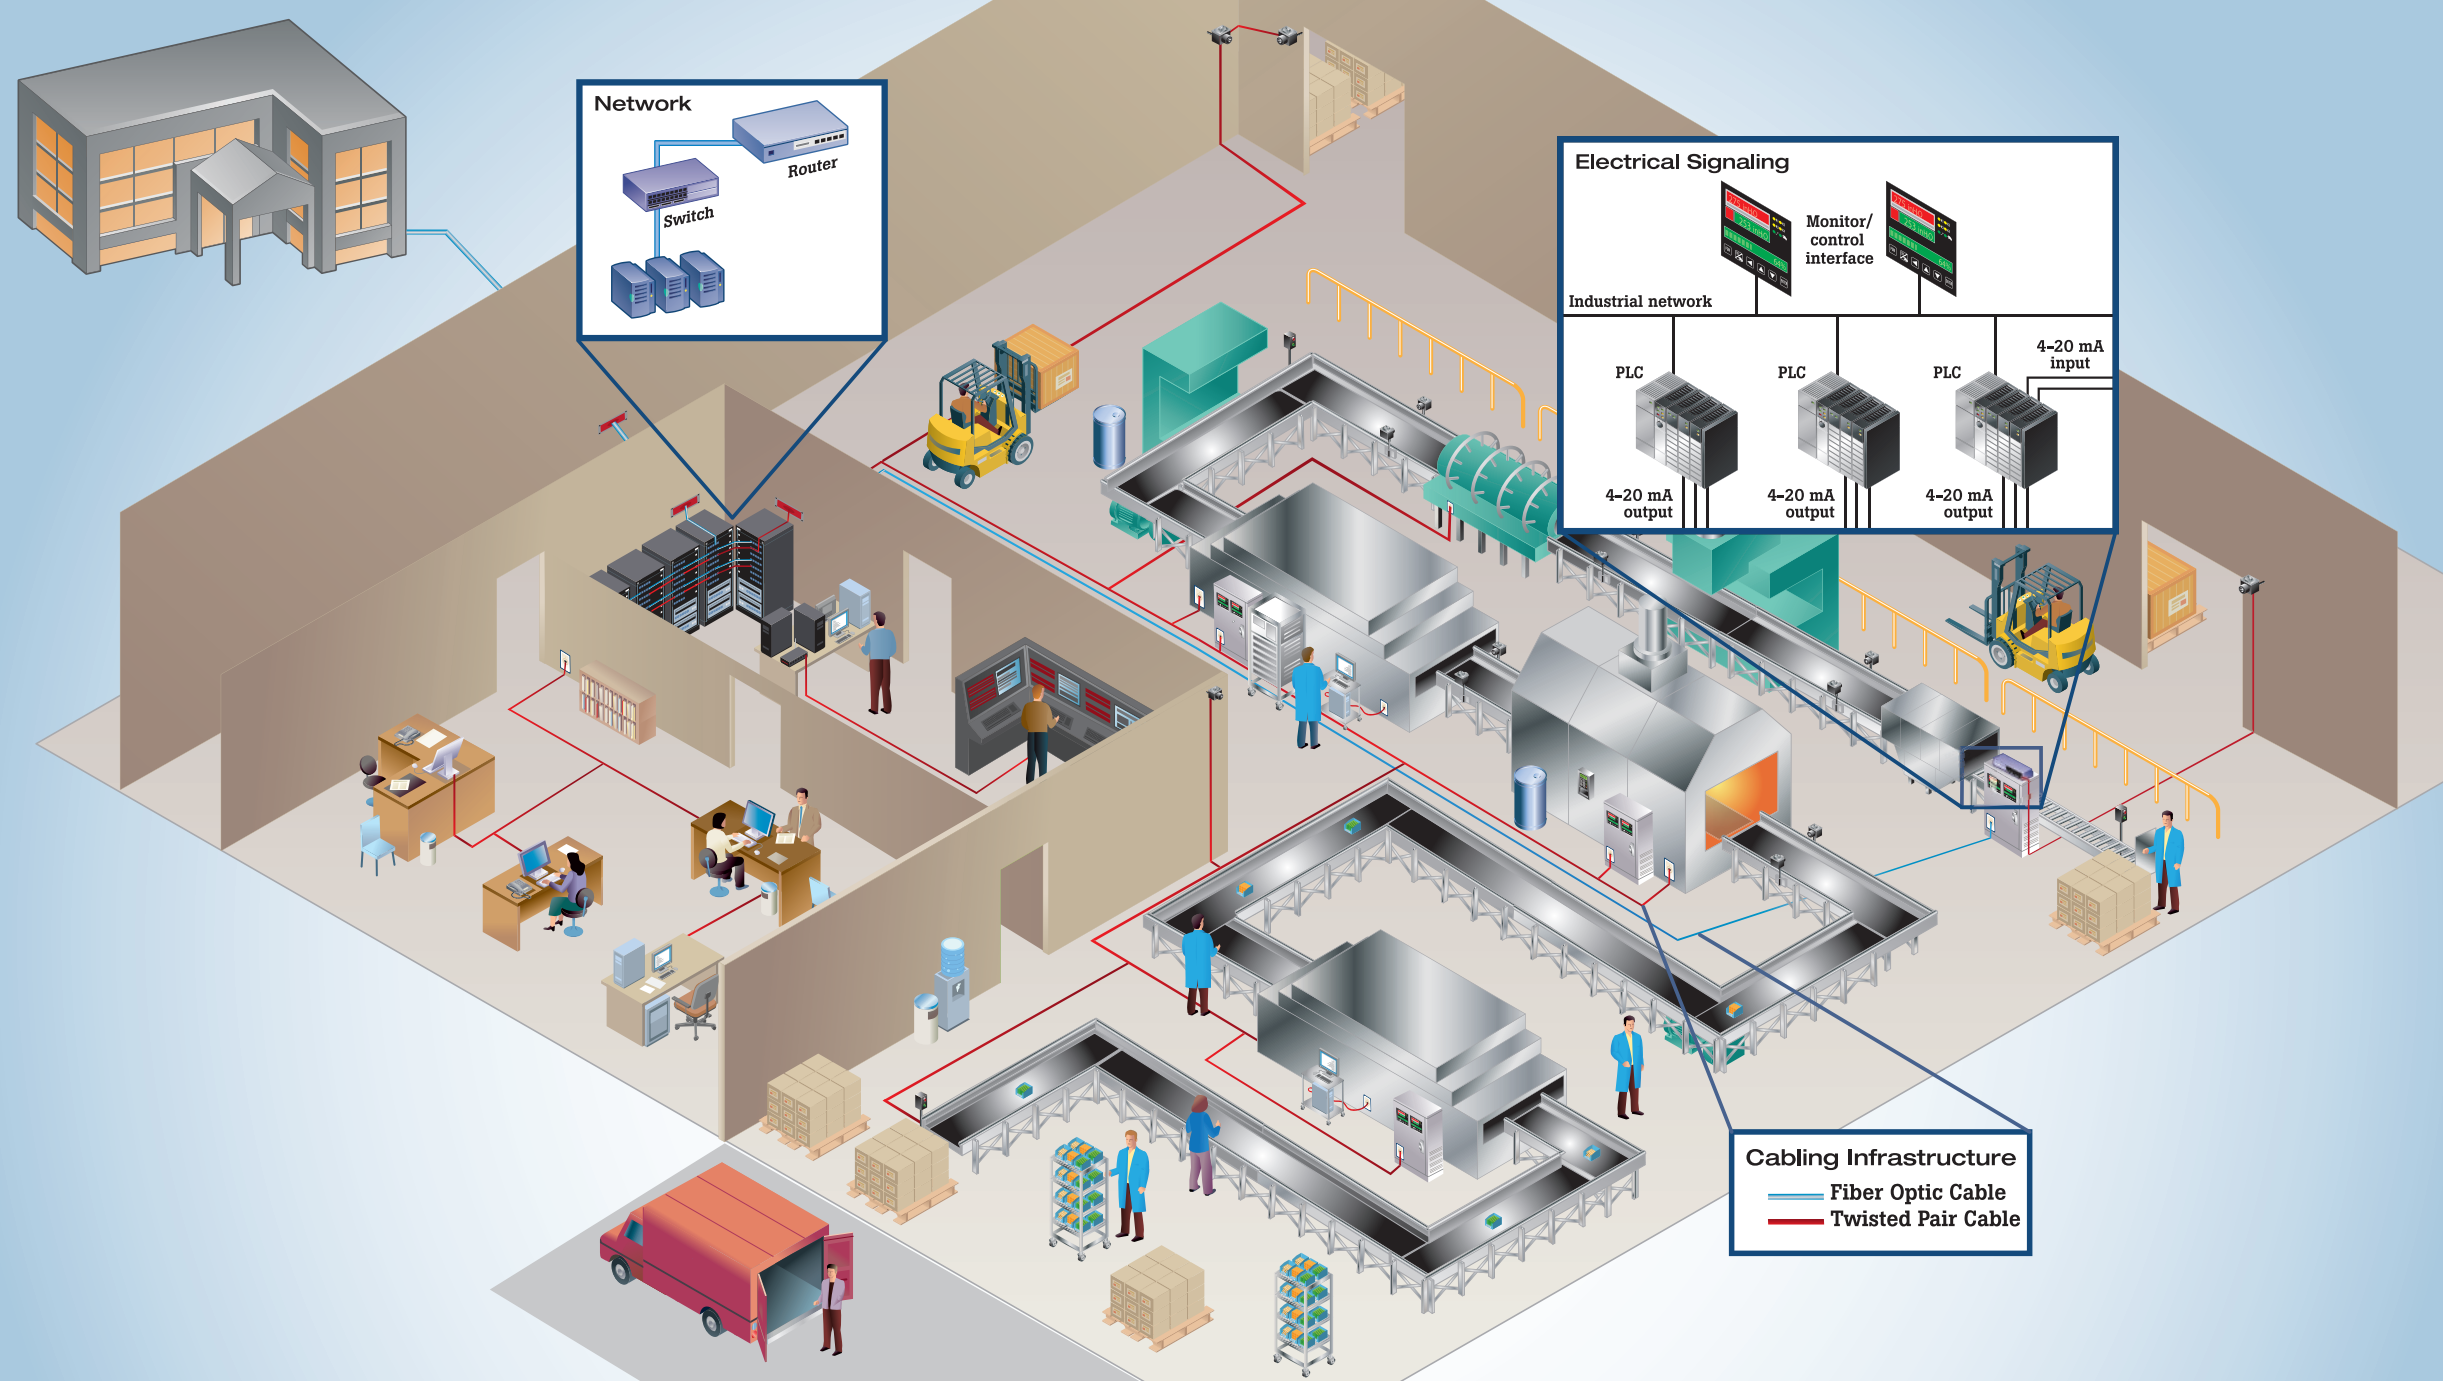 Network
Router
Switch
Electrical Signaling
Monitor/
control
interface
Industrial network
4-20 mA
input
PLC
PLC
PLC
4-20 mA
output
4-20 mA
output
4-20 mA
output
Cabling Infrastructure
Fiber Optic Cable
Twisted Pair Cable